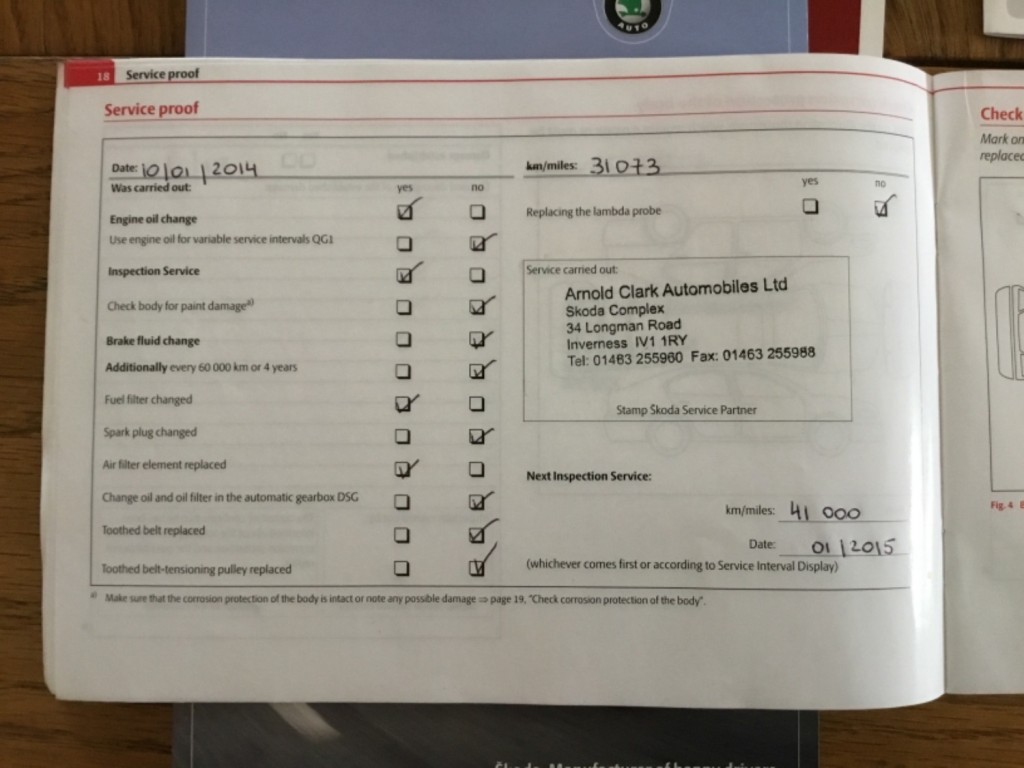 AUTO
18 Service proof
Service proof
Date: 10/01/2014
Was carried out: yes no
Engine oil change ☑ ☐
Use engine oil for variable service intervals QG1 ☐ ☑
Inspection Service ☑ ☐
Check body for paint damage a) ☐ ☑
Brake fluid change ☐ ☑
Additionally every 60 000 km or 4 years ☐ ☑
Fuel filter changed ☑ ☐
Spark plug changed ☐ ☑
Air filter element replaced ☑ ☐
Change oil and oil filter in the automatic gearbox DSG ☐ ☑
Toothed belt replaced ☐ ☑
Toothed belt-tensioning pulley replaced ☐ ☑
km/miles: 31073
yes no
Replacing the lambda probe ☐ ☑
Service carried out:
Arnold Clark Automobiles Ltd
Skoda Complex
34 Longman Road
Inverness IV1 1RY
Tel: 01463 255960 Fax: 01463 255988
Stamp Škoda Service Partner
Next Inspection Service:
km/miles: 41 000
Date: 01/2015
(whichever comes first or according to Service Interval Display)
a) Make sure that the corrosion protection of the body is intact or note any possible damage ⇒ page 19, "Check corrosion protection of the body".
Check
Mark on
replaced
Fig. 4